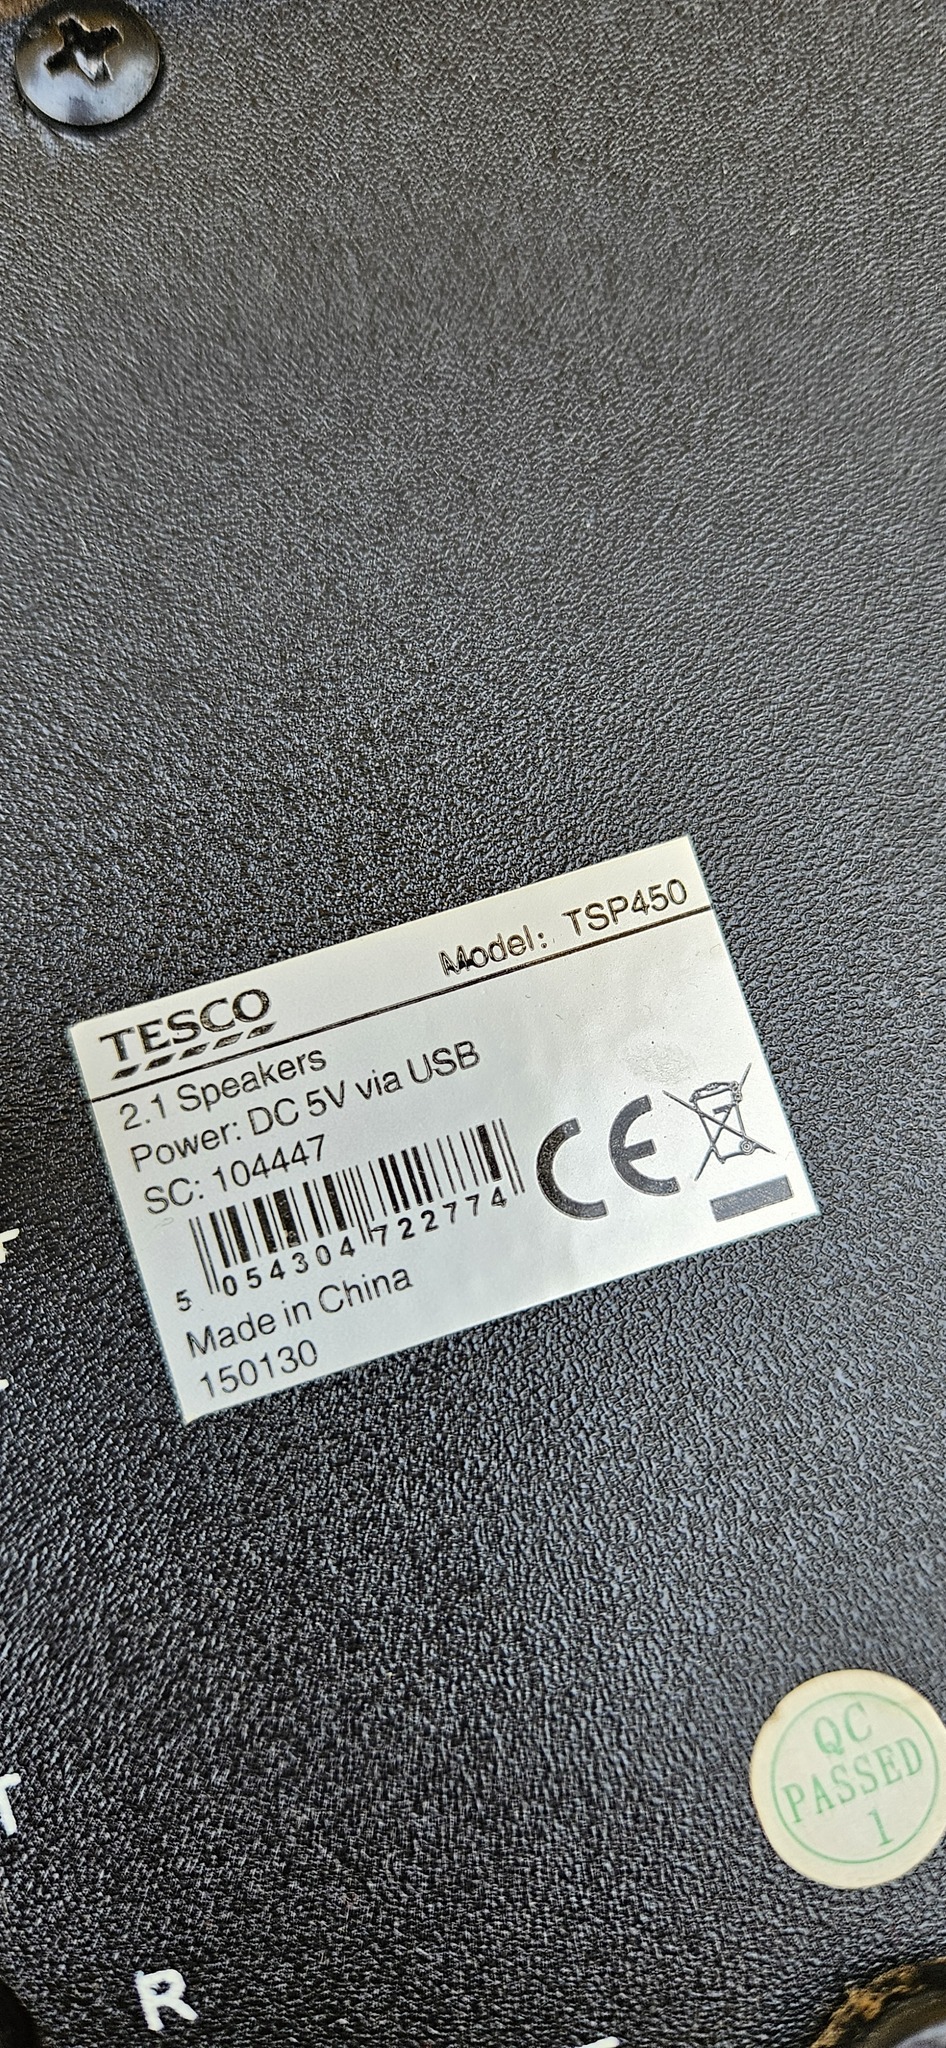 TESCO
Model: TSP450
2.1 Speakers
Power: DC 5V via USB
SC: 104447
5 054304 722774
CE
Made in China
150130
QC
PASSED
1
T
R